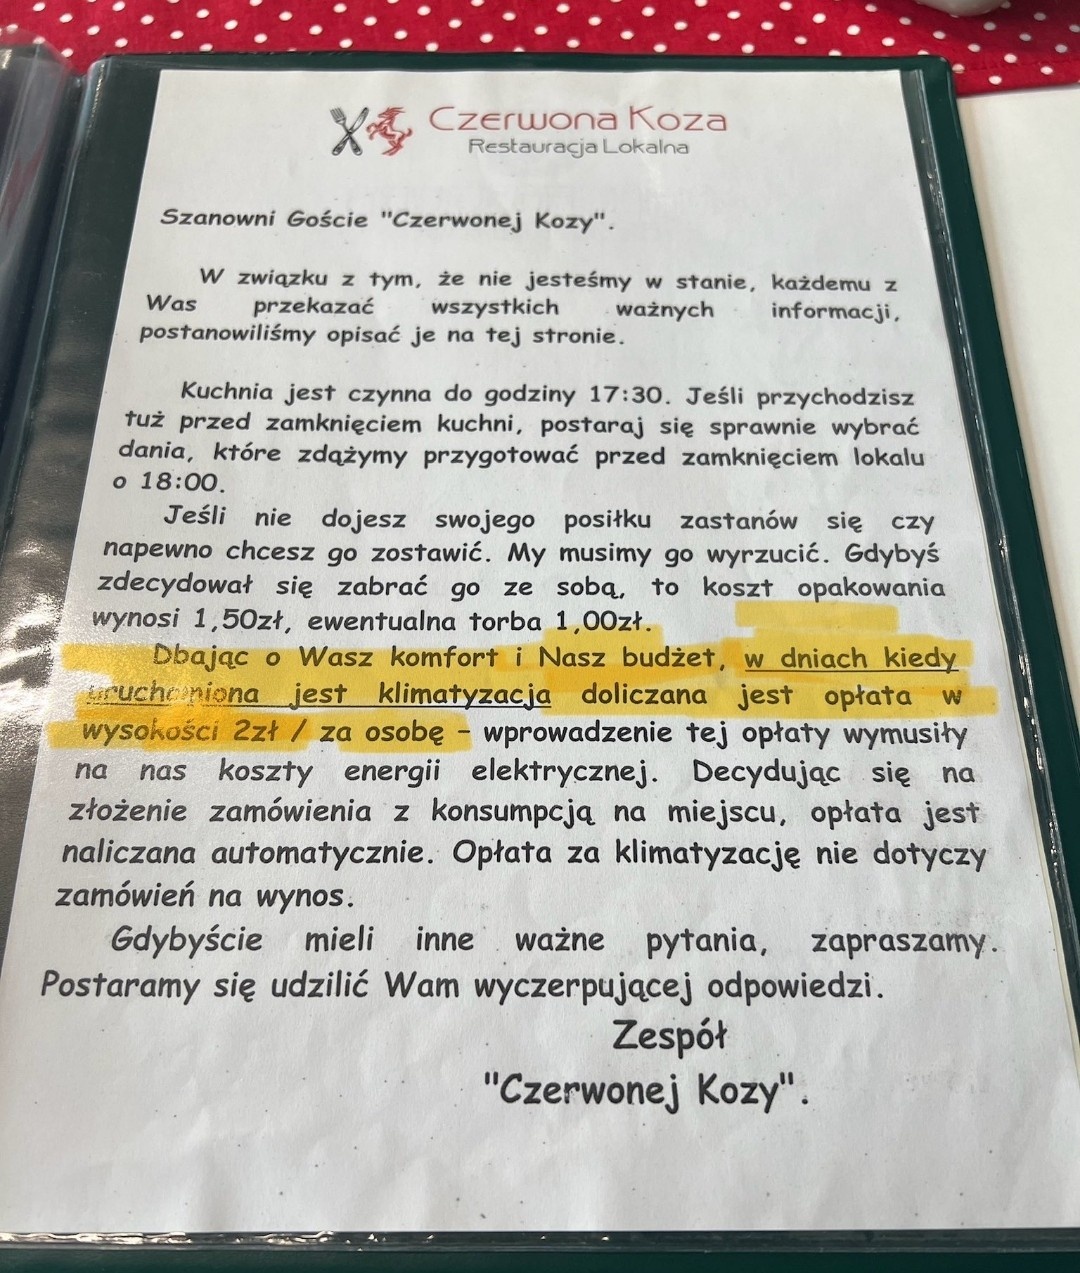 Czerwona Koza
Restauracja Lokalna
Szanowni Goście "Czerwonej Kozy".
W związku z tym, że nie jesteśmy w stanie, każdemu z
Was przekazać wszystkich ważnych informacji,
postanowiliśmy opisać je na tej stronie.
Kuchnia jest czynna do godziny 17:30. Jeśli przychodzisz
tuż przed zamknięciem kuchni, postaraj się sprawnie wybrać
dania, które zdążymy przygotować przed zamknięciem lokalu
o 18:00.
Jeśli nie dojesz swojego posiłku zastanów się czy
napewno chcesz go zostawić. My musimy go wyrzucić. Gdybyś
zdecydował się zabrać go ze sobą, to koszt opakowania
wynosi 1,50zł, ewentualna torba 1,00zł.
Dbając o Wasz komfort i Nasz budżet, w dniach kiedy
uruchomiona jest klimatyzacja doliczana jest opłata w
wysokości 2zł / za osobę - wprowadzenie tej opłaty wymusiły
na nas koszty energii elektrycznej. Decydując się na
złożenie zamówienia z konsumpcją na miejscu, opłata jest
naliczana automatycznie. Opłata za klimatyzację nie dotyczy
zamówień na wynos.
Gdybyście mieli inne ważne pytania, zapraszamy.
Postaramy się udzilić Wam wyczerpującej odpowiedzi.
Zespół
"Czerwonej Kozy".